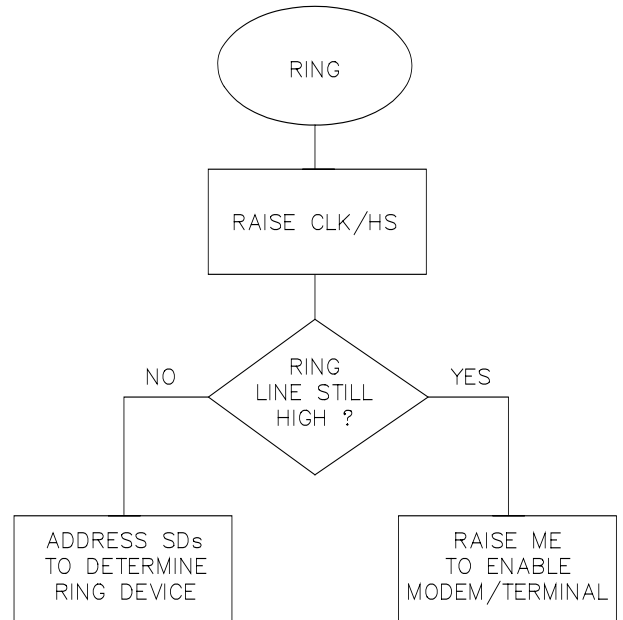 RING
RAISE CLK/HS
RING
LINE STILL
HIGH ?
NO
YES
ADDRESS SDs
TO DETERMINE
RING DEVICE
RAISE ME
TO ENABLE
MODEM/TERMINAL